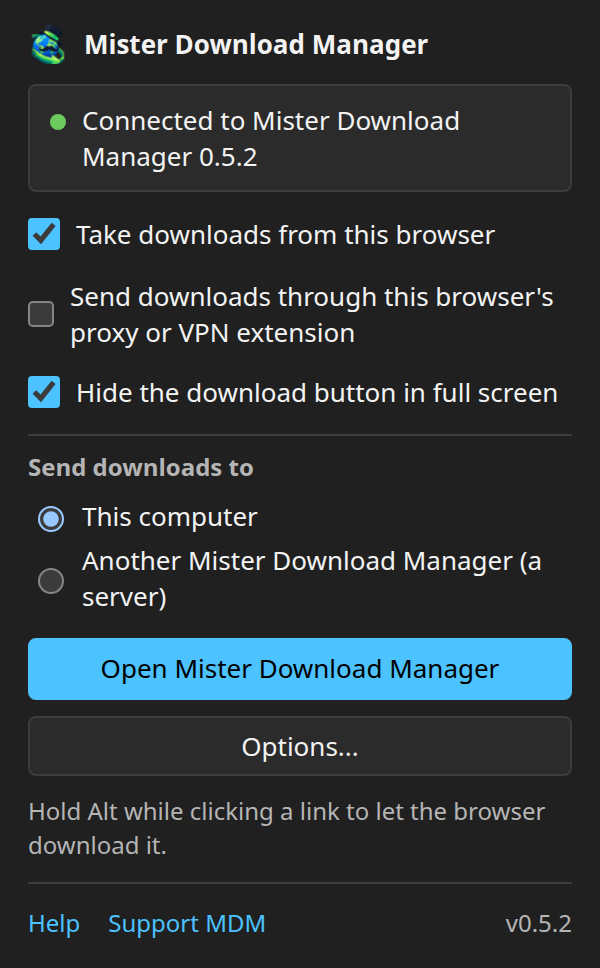 Mister Download Manager
Connected to Mister Download
Manager 0.5.2
Take downloads from this browser
Send downloads through this browser's
proxy or VPN extension
Hide the download button in full screen
Send downloads to
This computer
Another Mister Download Manager (a
server)
Open Mister Download Manager
Options...
Hold Alt while clicking a link to let the browser
download it.
Help Support MDM v0.5.2